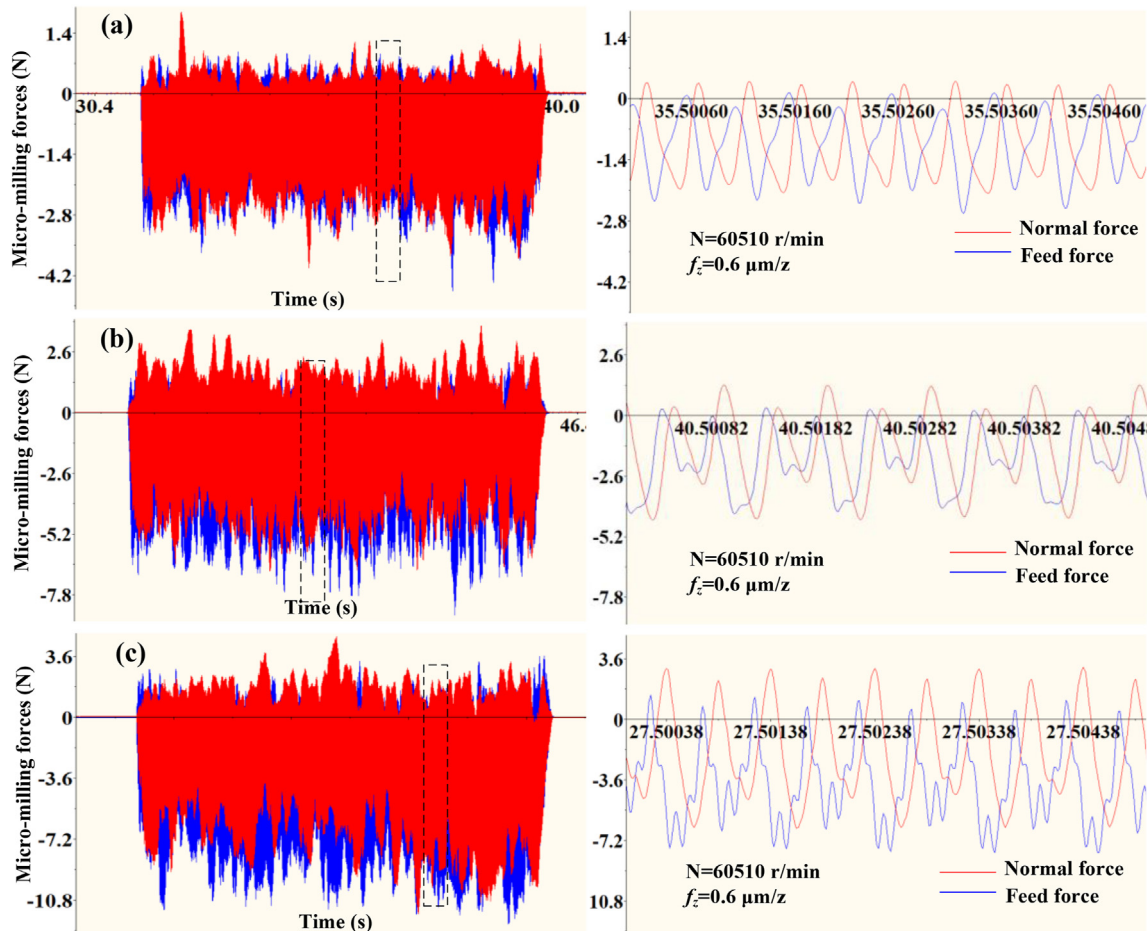 (a)
Micro-milling forces (N)
1.4
0
30.4
40.0
-1.4
-2.8
-4.2
Time (s)
1.4
0
35.50060
35.50160
35.50260
35.50360
35.50460
-1.4
-2.8
-4.2
N=60510 r/min
fz=0.6 μm/z
Normal force
Feed force
(b)
Micro-milling forces (N)
2.6
0
-2.6
-5.2
-7.8
Time (s)
2.6
0
40.50082
40.50182
40.50282
40.50382
-2.6
-5.2
-7.8
N=60510 r/min
fz=0.6 μm/z
Normal force
Feed force
(c)
Micro-milling forces (N)
3.6
0
-3.6
-7.2
-10.8
Time (s)
3.6
0
27.50038
27.50138
27.50238
27.50338
27.50438
-3.6
-7.2
10.8
N=60510 r/min
fz=0.6 μm/z
Normal force
Feed force